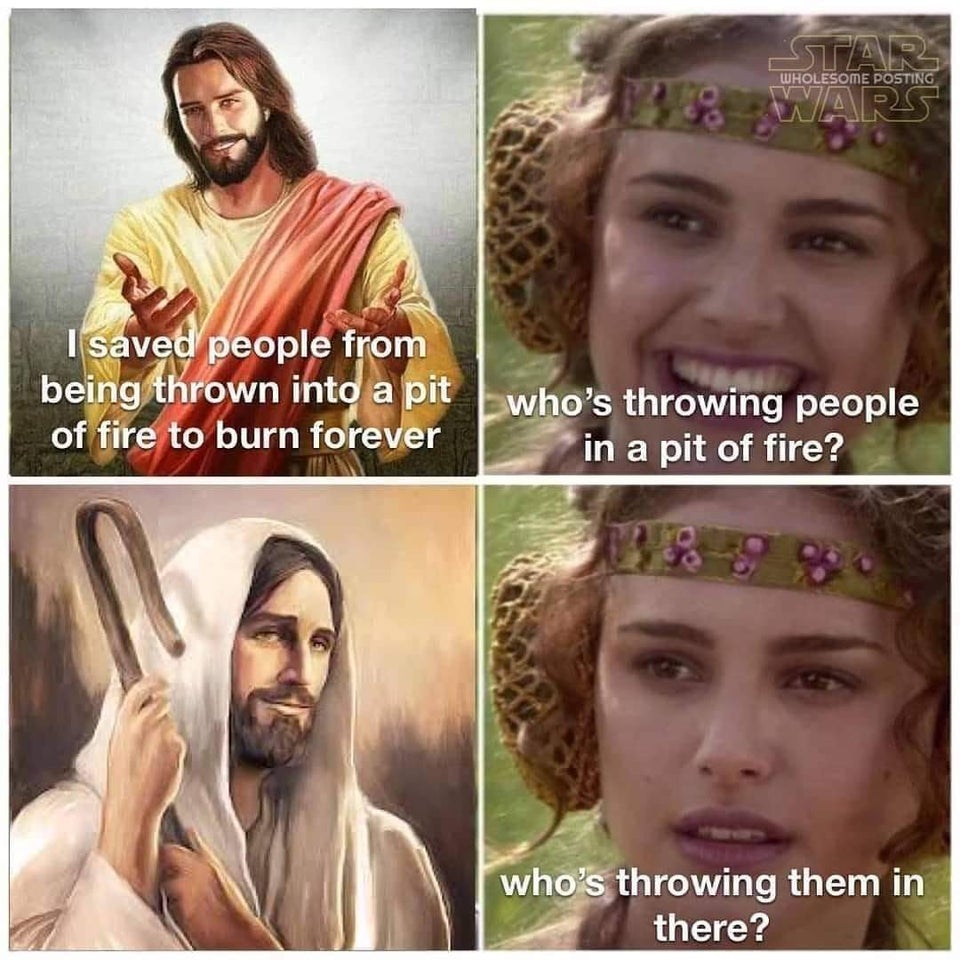 I saved people from
being thrown into a pit
of fire to burn forever
STAR
WHOLESOME POSTING
WARS
who's throwing people
in a pit of fire?
who's throwing them in
there?